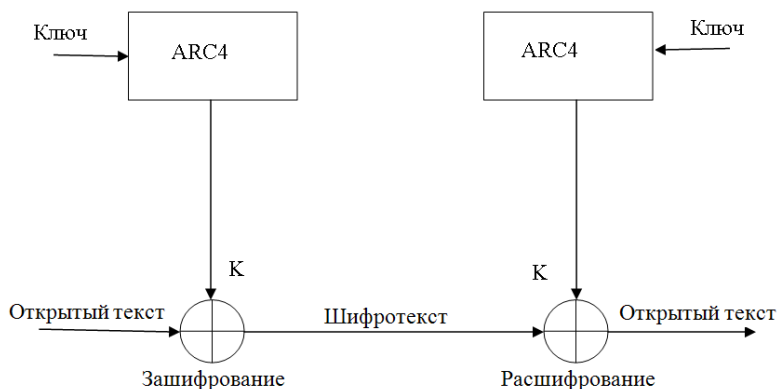 Ключ
ARC4
ARC4
Ключ
K
K
Открытый текст
Шифротекст
Открытый текст
Зашифрование
Расшифрование